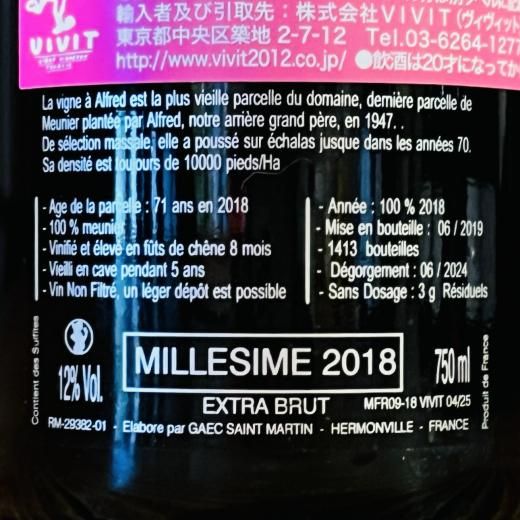 VIVIT
輸入者及び引取先：株式会社VIVIT(ヴィヴィット
東京都中央区築地 2-7-12 Tel.03-6264-127
http://www.vivit2012.co.jp/ ●飲酒は20才になってか
La vigne à Alfred est la plus vieille parcelle du domaine, dernière parcelle de
Meunier plantée par Alfred, notre arrière grand père, en 1947. .
De sélection massale, elle a poussé sur échalas jusque dans les années 70.
Sa densité est toujours de 10000 pieds/Ha
- Age de la parcelle : 71 ans en 2018
- 100 % meunier
- Vinifié et élevé en fûts de chêne 8 mois
- Vieilli en cave pendant 5 ans
- Vin Non Filtré, un léger dépôt est possible
- Année : 100 % 2018
- Mise en bouteille : 06 / 2019
- 1413 bouteilles
- Dégorgement : 06 / 2024
- Sans Dosage : 3 g Résiduels
Contient des Sulfites
12% Vol.
MILLESIME 2018
750 ml
Produit de France
EXTRA BRUT
MFR09-18 VIVIT 04/25
RM-29382-01 - Elabore par GAEC SAINT MARTIN - HERMONVILLE - FRANCE